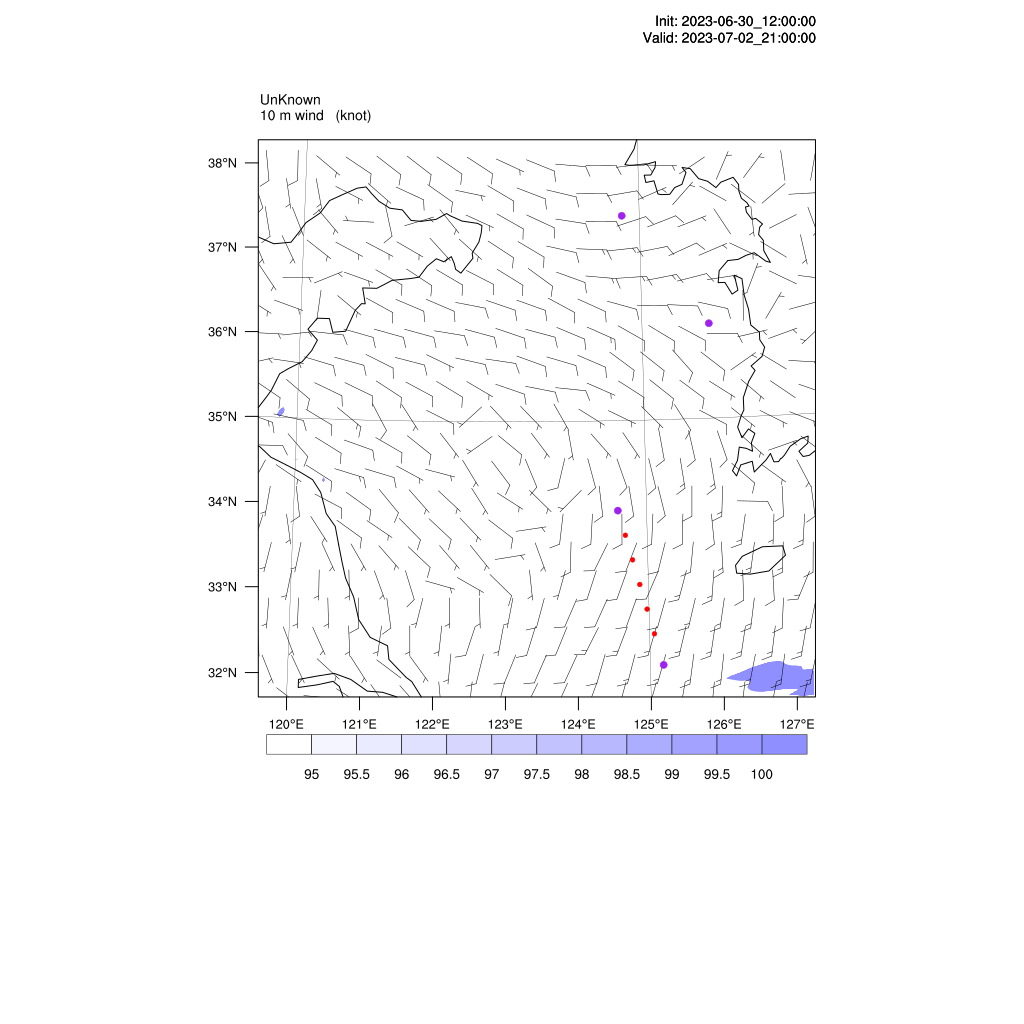 Init: 2023-06-30_12:00:00
Valid: 2023-07-02_21:00:00
UnKnown
10 m wind (knot)
38°N
37°N
36°N
35°N
34°N
33°N
32°N
120°E 121°E 122°E 123°E 124°E 125°E 126°E 127°E
95 95.5 96 96.5 97 97.5 98 98.5 99 99.5 100